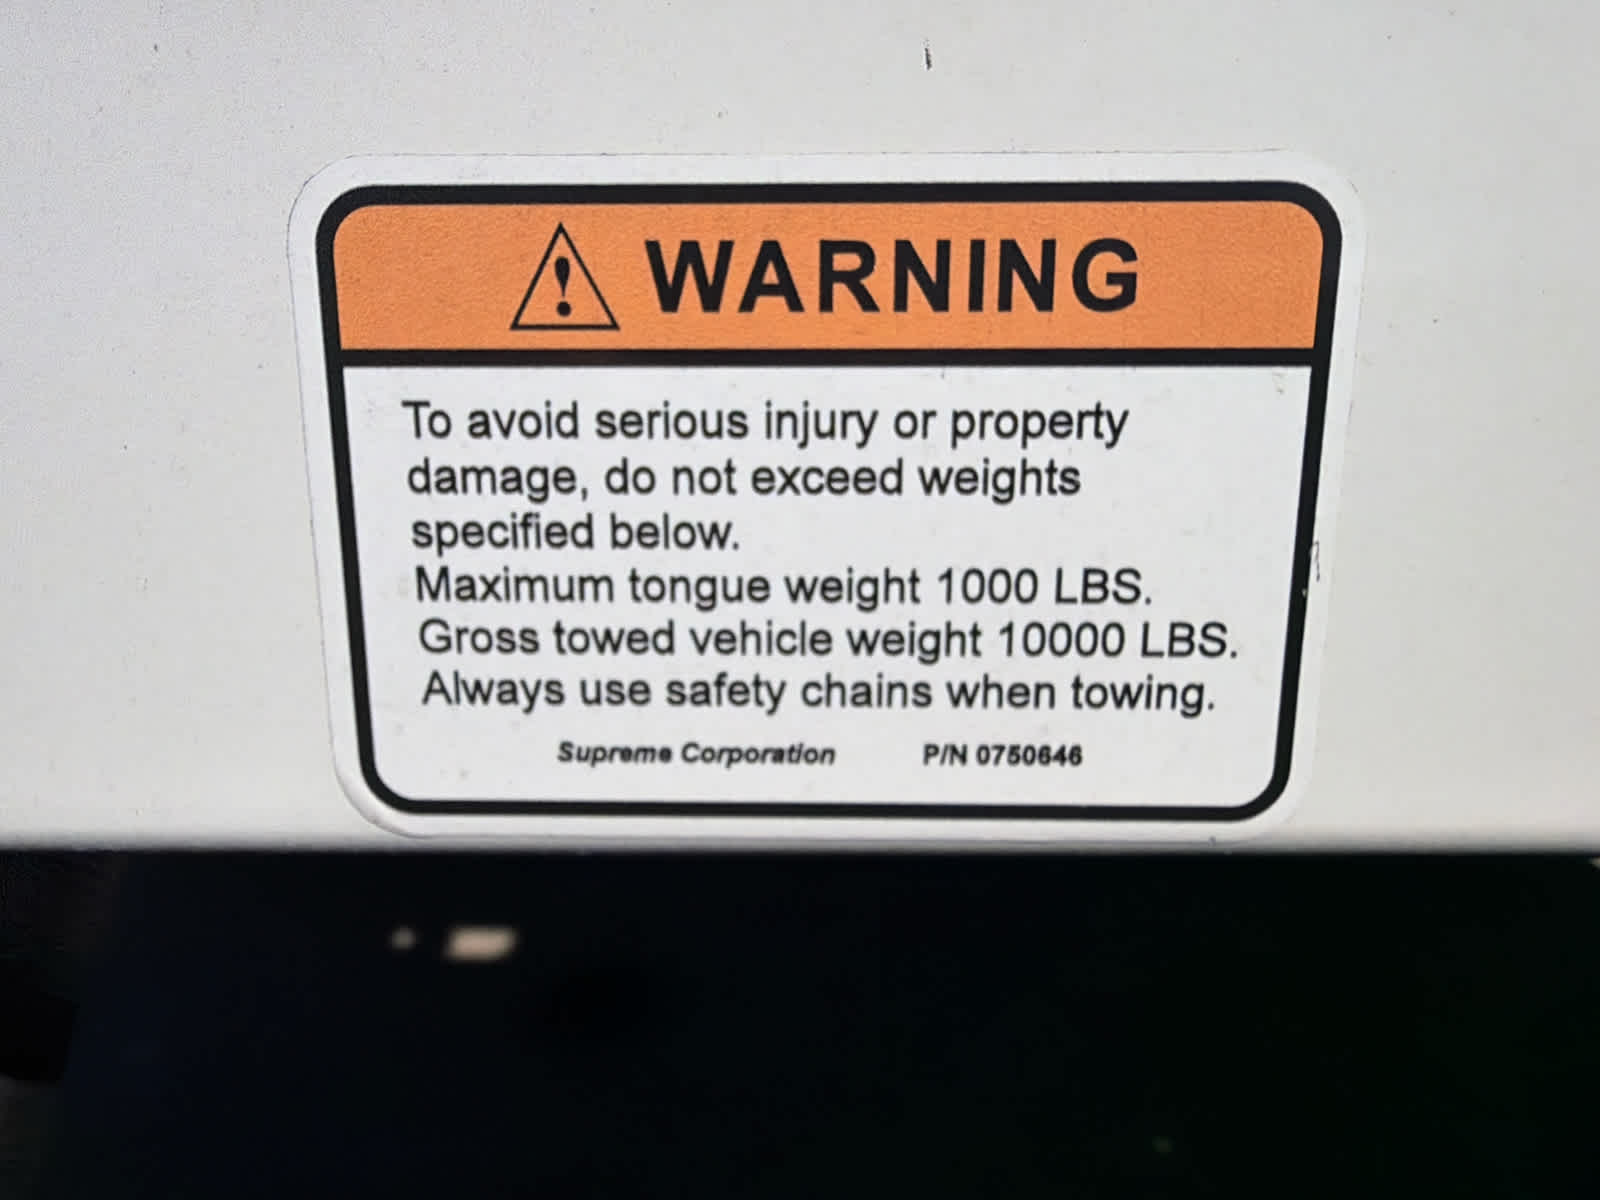 WARNING
To avoid serious injury or property
damage, do not exceed weights
specified below.
Maximum tongue weight 1000 LBS.
Gross towed vehicle weight 10000 LBS.
Always use safety chains when towing.
Supreme Corporation P/N 0750646